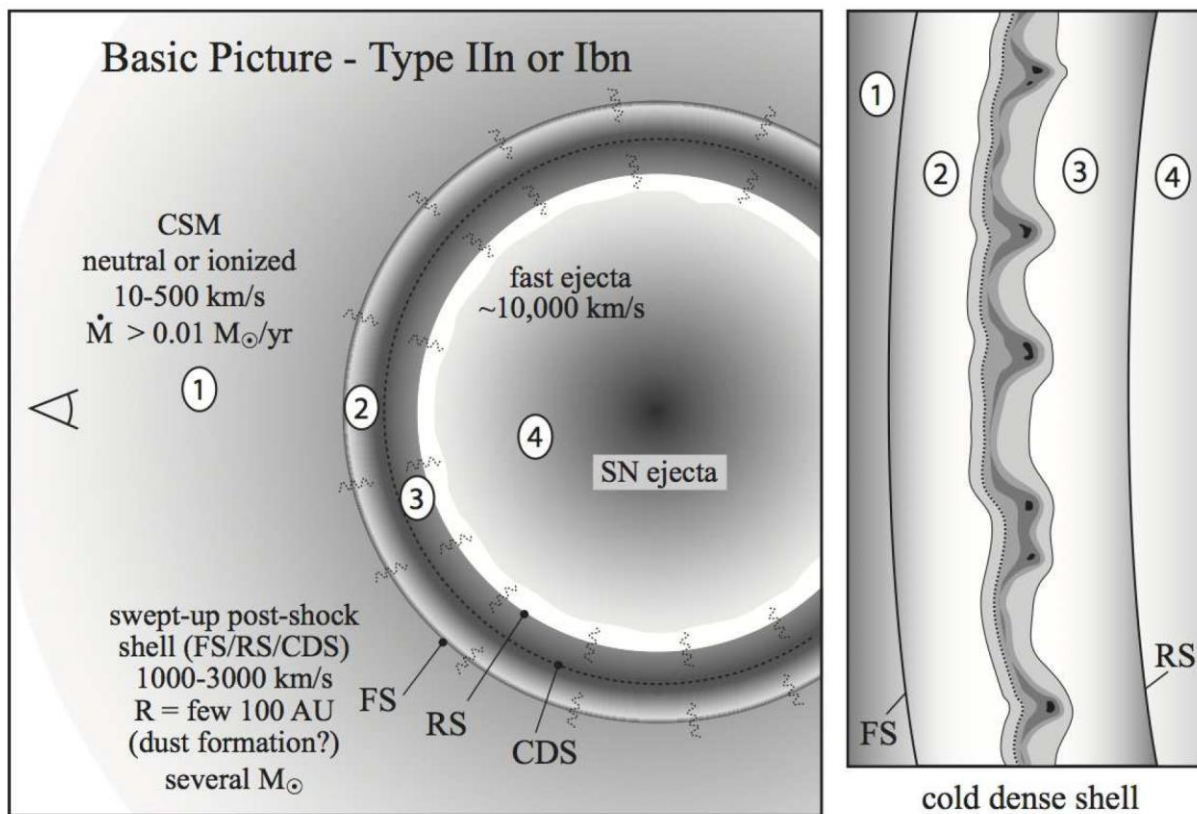 Basic Picture - Type IIn or Ibn
CSM
neutral or ionized
10-500 km/s
Ṁ > 0.01 M☉/yr
1
2
3
4
fast ejecta
~10,000 km/s
SN ejecta
swept-up post-shock
shell (FS/RS/CDS)
1000-3000 km/s
R = few 100 AU
(dust formation?)
several M☉
FS
RS
CDS
1
2
3
4
FS
RS
cold dense shell